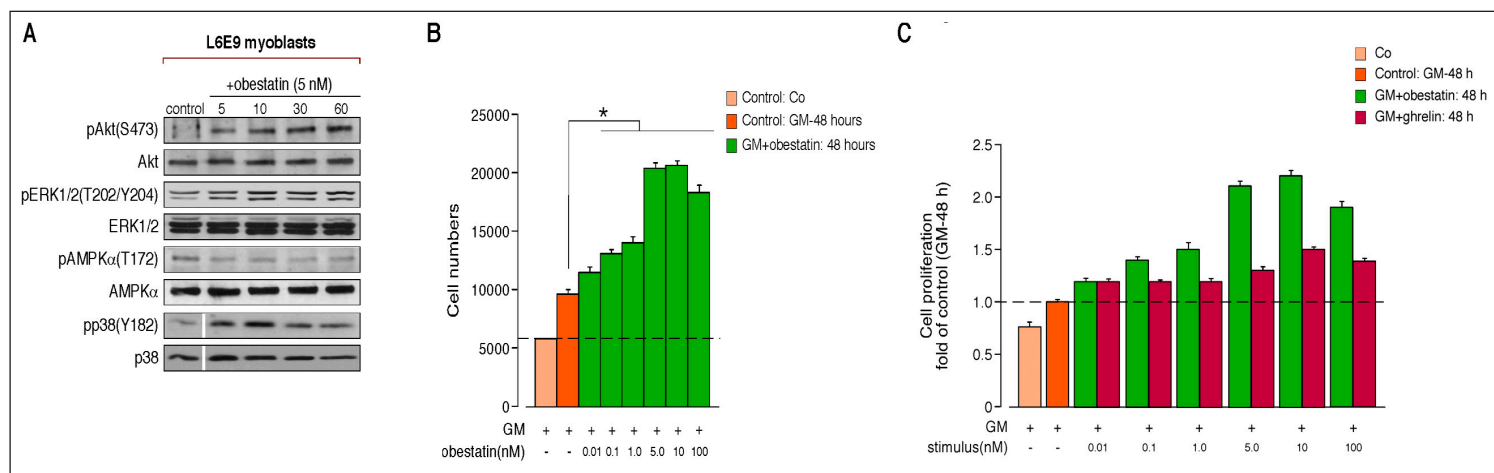 A
L6E9 myoblasts
+obestatin (5 nM)
control 5 10 30 60
pAkt(S473)
Akt
pERK1/2(T202/Y204)
ERK1/2
pAMPKα(T172)
AMPKα
pp38(Y182)
p38
B
Control: Co
Control: GM-48 hours
GM+obestatin: 48 hours
*
Cell numbers
25000
20000
15000
10000
5000
0
GM + + + + + + + +
obestatin(nM) - - 0.01 0.1 1.0 5.0 10 100
C
Co
Control: GM-48 h
GM+obestatin: 48 h
GM+ghrelin: 48 h
Cell proliferation
fold of control (GM-48 h)
2.5
2.0
1.5
1.0
0.5
0
GM + + + + + + + +
stimulus(nM) - - 0.01 0.1 1.0 5.0 10 100